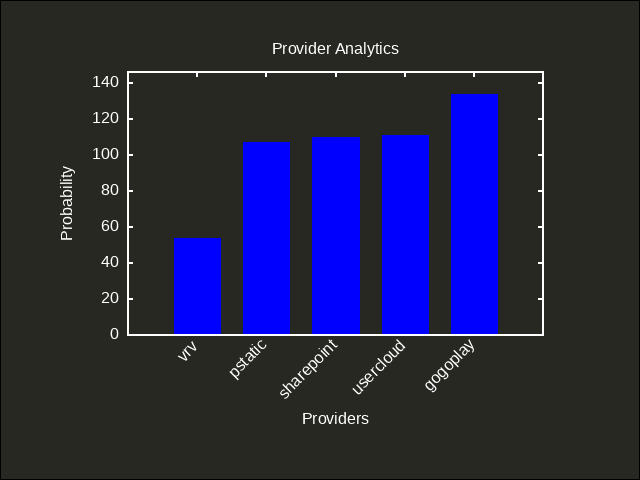 Provider Analytics
140
120
100
80
60
40
20
0
Probability
vrv
pstatic
sharepoint
usercloud
gogoplay
Providers